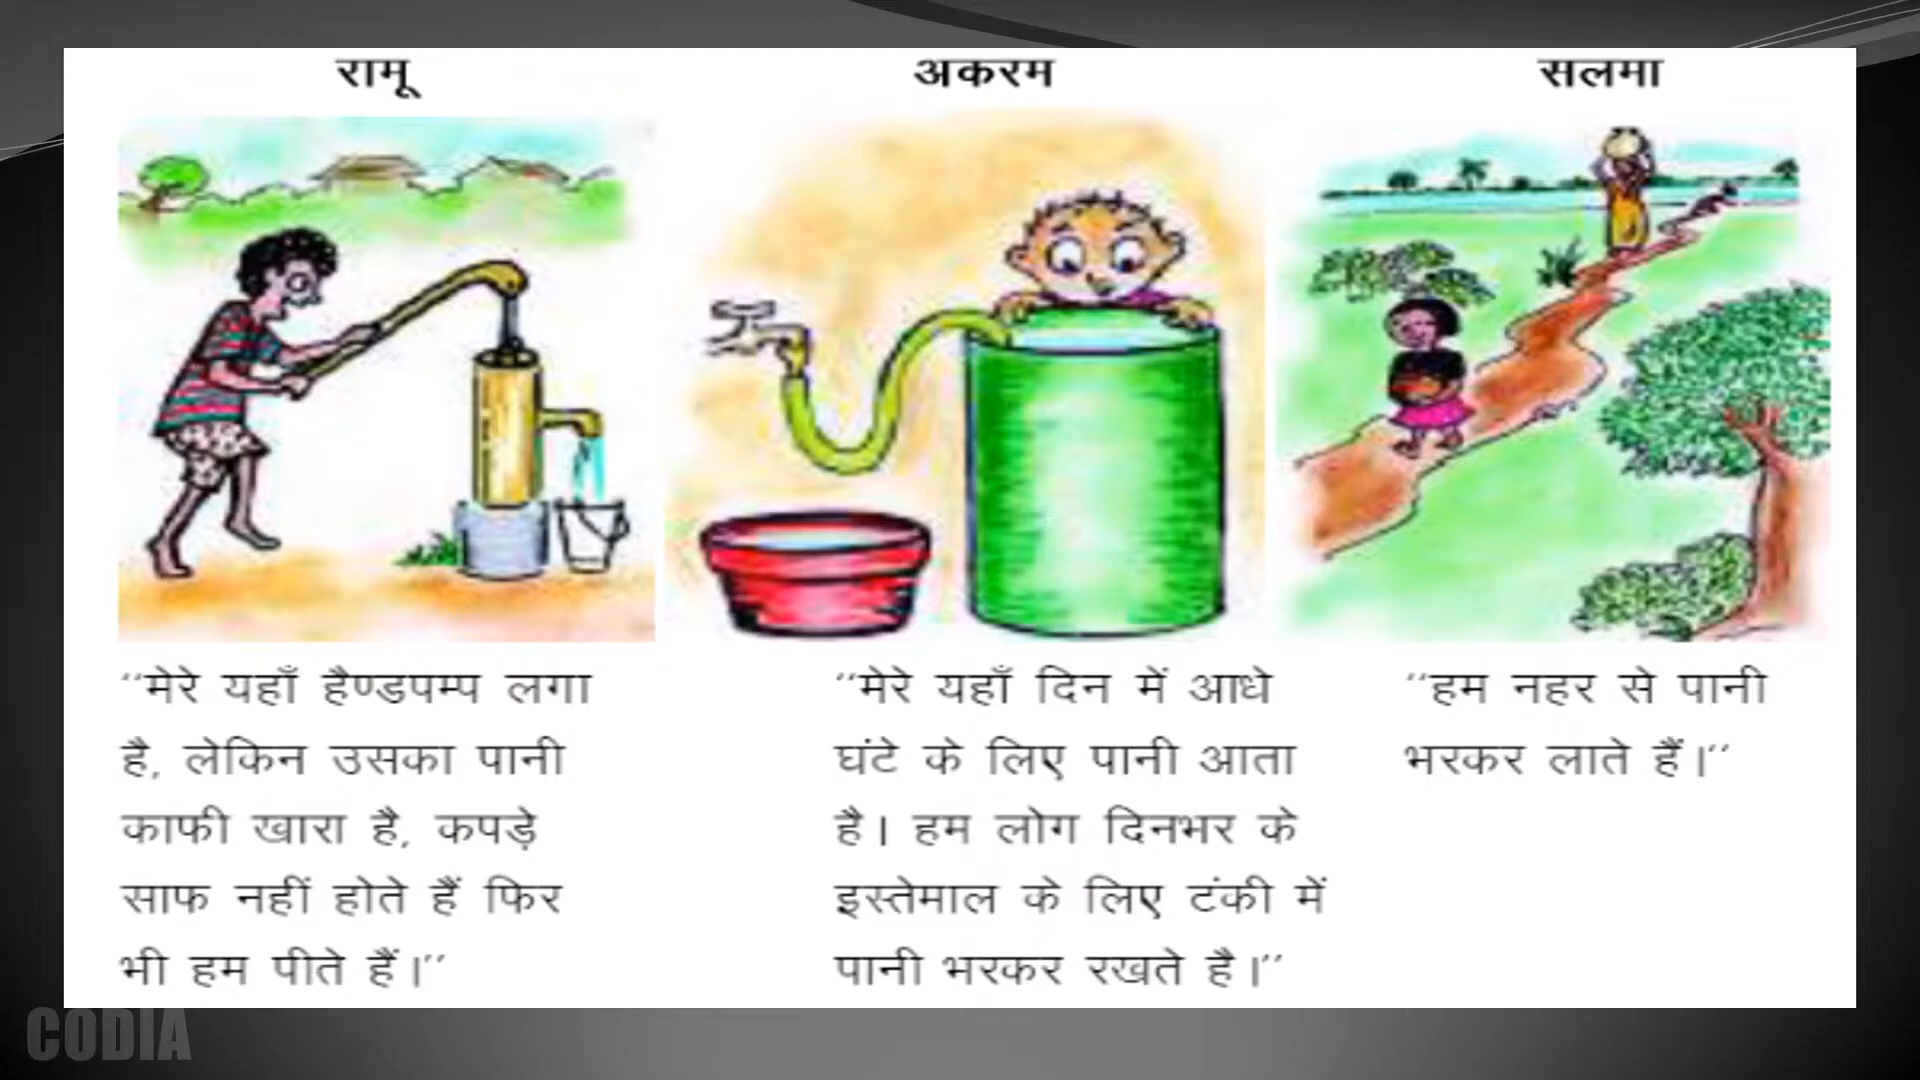 रामू
अकरम
सलमा
‘‘मेरे यहाँ हैण्डपम्प लगा
है, लेकिन उसका पानी
काफी खारा है, कपड़े
साफ नहीं होते हैं फिर
भी हम पीते हैं।’’
‘‘मेरे यहाँ दिन में आधे
घंटे के लिए पानी आता
है। हम लोग दिनभर के
इस्तेमाल के लिए टंकी में
पानी भरकर रखते है।’’
‘‘हम नहर से पानी
भरकर लाते हैं।’’
CODIA